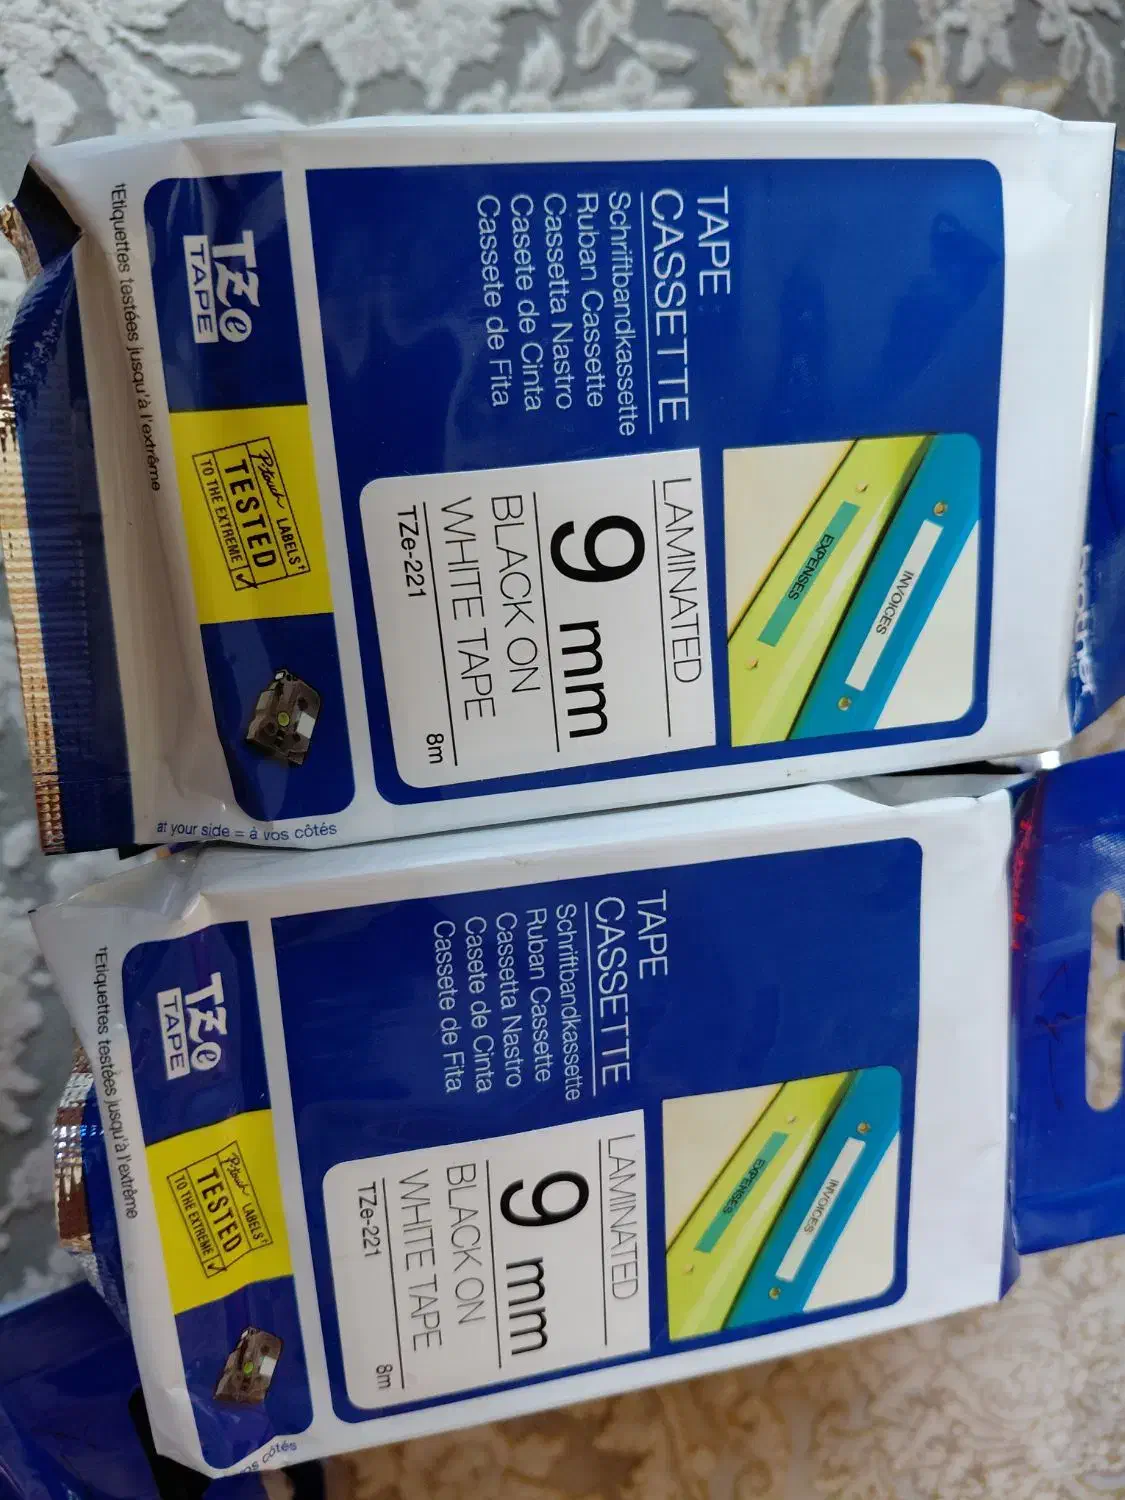 TAPE
CASSETTE
Schriftbandkassette
Ruban Cassette
Cassetta Nastro
Casete de Cinta
Cassete de Fita
EXPENSES
INVOICES
LAMINATED
9 mm
BLACK ON
WHITE TAPE
TZe-221
8m
TZe
TAPE
P-touch LABELS†
TESTED
TO THE EXTREME
†Etiquettes testées jusqu'à l'extrême
at your side = à vos côtés
brother
TAPE
CASSETTE
Schriftbandkassette
Ruban Cassette
Cassetta Nastro
Casete de Cinta
Cassete de Fita
EXPENSES
INVOICES
LAMINATED
9 mm
BLACK ON
WHITE TAPE
TZe-221
8m
TZe
TAPE
P-touch LABELS†
TESTED
TO THE EXTREME
†Etiquettes testées jusqu'à l'extrême
côtés